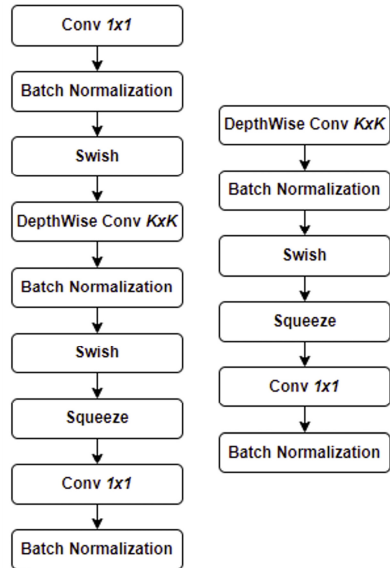 Conv 1x1
Batch Normalization
Swish
DepthWise Conv KxK
Batch Normalization
Swish
Squeeze
Conv 1x1
Batch Normalization
DepthWise Conv KxK
Batch Normalization
Swish
Squeeze
Conv 1x1
Batch Normalization